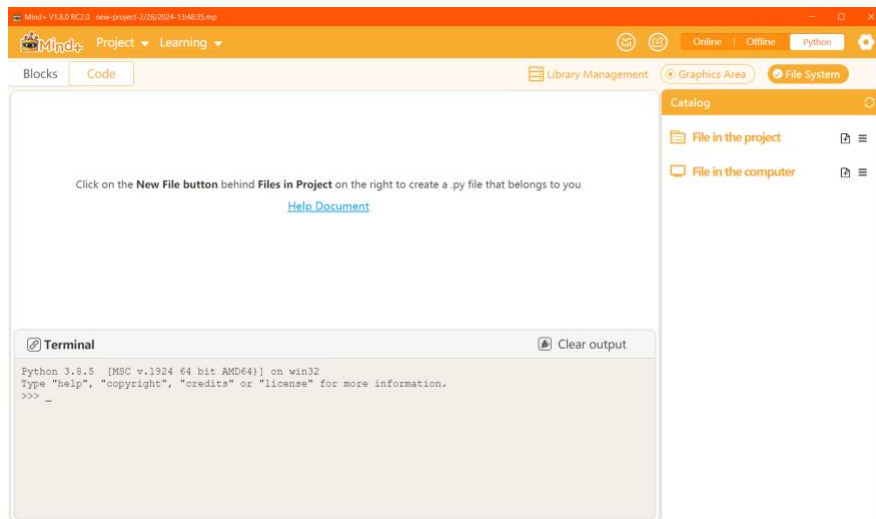 Mind+ V1.8.0 RC2.0 new-project-2/28/2024-13:48:35.mp
Mind+ Project Learning Online | Offline Python
Blocks Code Library Management Graphics Area File System
Catalog
File in the project
File in the computer
Click on the New File button behind Files in Project on the right to create a .py file that belongs to you
Help Document
Terminal Clear output
Python 3.8.5 [MSC v.1924 64 bit AMD64)] on win32
Type "help", "copyright", "credits" or "license" for more information.
>>> _